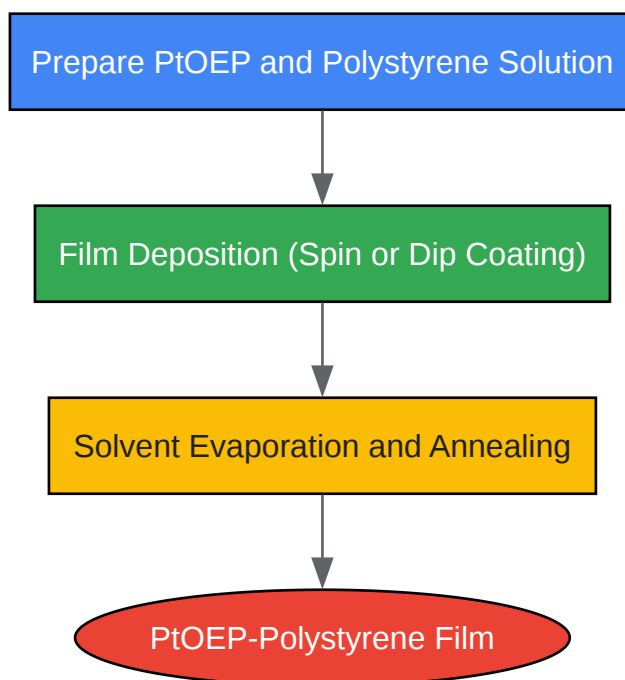 Prepare PtOEP and Polystyrene Solution
Film Deposition (Spin or Dip Coating)
Solvent Evaporation and Annealing
PtOEP-Polystyrene Film